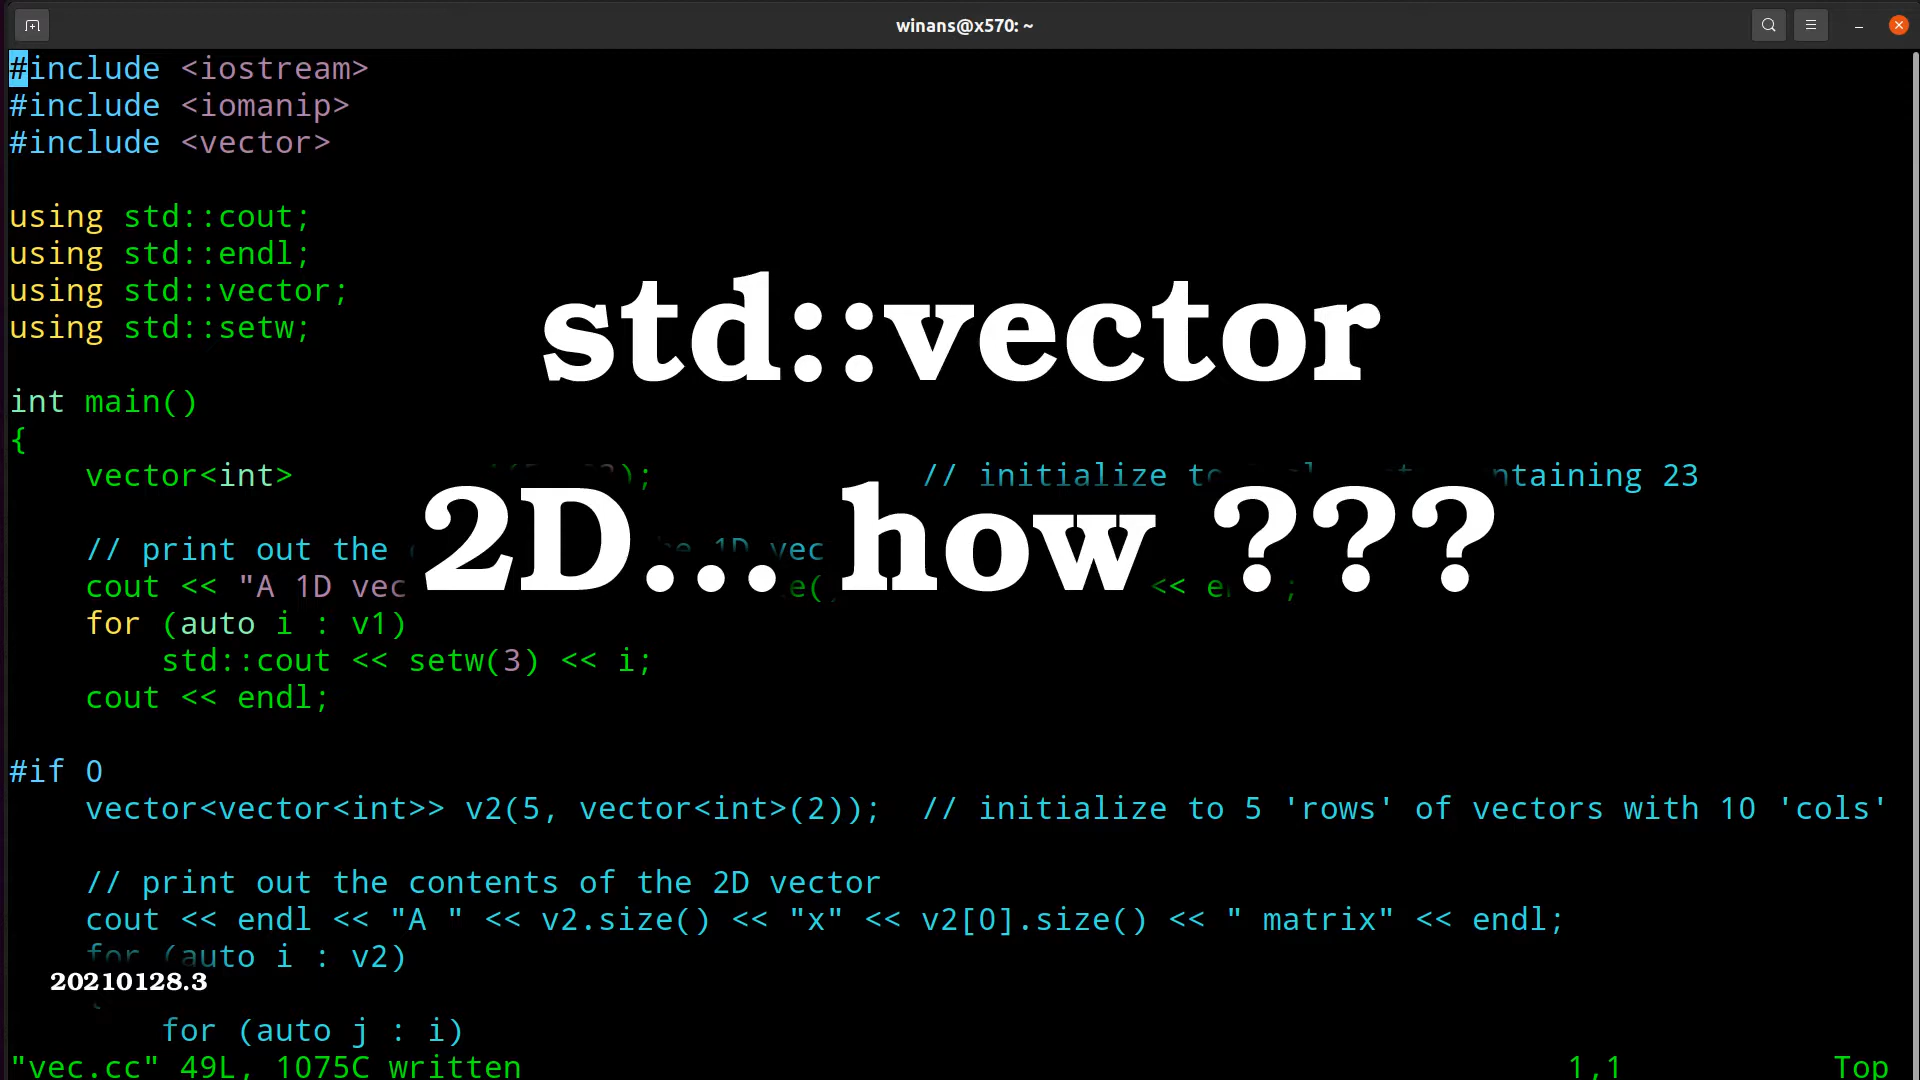 winans@x570: ~
#include <iostream>
#include <iomanip>
#include <vector>
using std::cout;
using std::endl;
using std::vector;
using std::setw;
std::vector
int main()
{
vector<int> ); // initialize to containing 23
2D... how ???
// print out the 1D vec
cout << "A 1D vec << e ;
for (auto i : v1)
std::cout << setw(3) << i;
cout << endl;
#if 0
vector<vector<int>> v2(5, vector<int>(2)); // initialize to 5 'rows' of vectors with 10 'cols'
// print out the contents of the 2D vector
cout << endl << "A " << v2.size() << "x" << v2[0].size() << " matrix" << endl;
for (auto i : v2)
20210128.3
for (auto j : i)
"vec.cc" 49L, 1075C written 1,1 Top